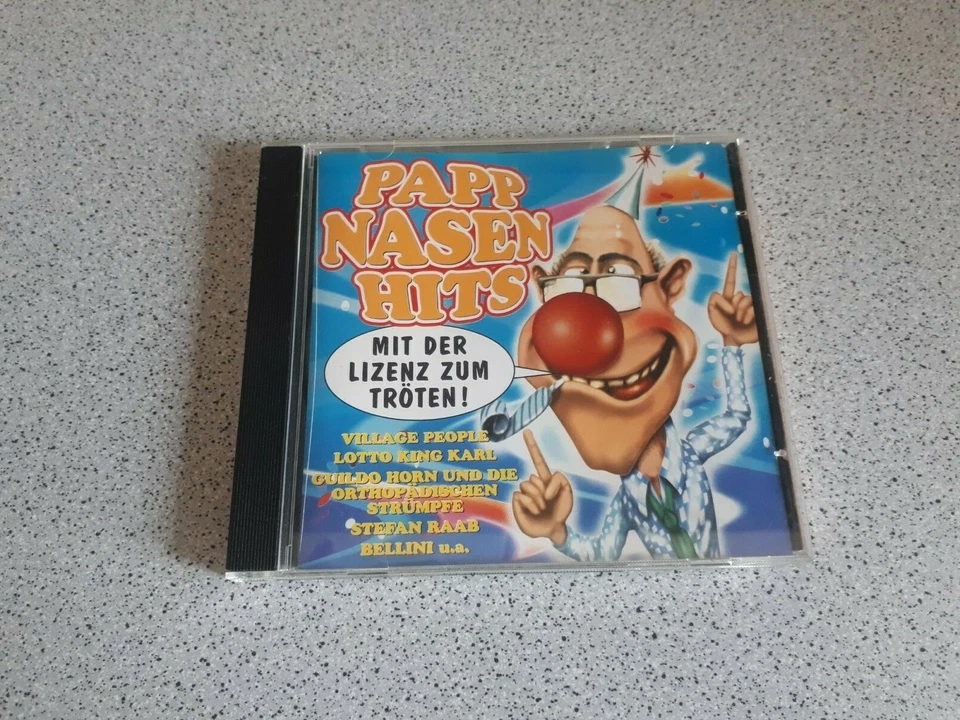 PAPP
NASEN
HITS
MIT DER
LIZENZ ZUM
TRÖTEN!
VILLAGE PEOPLE
LOTTO KING KARL
GUILDO HORN UND DIE
ORTHOPÄDISCHEN
STRÜMPFE
STEFAN RAAB
BELLINI u.a.